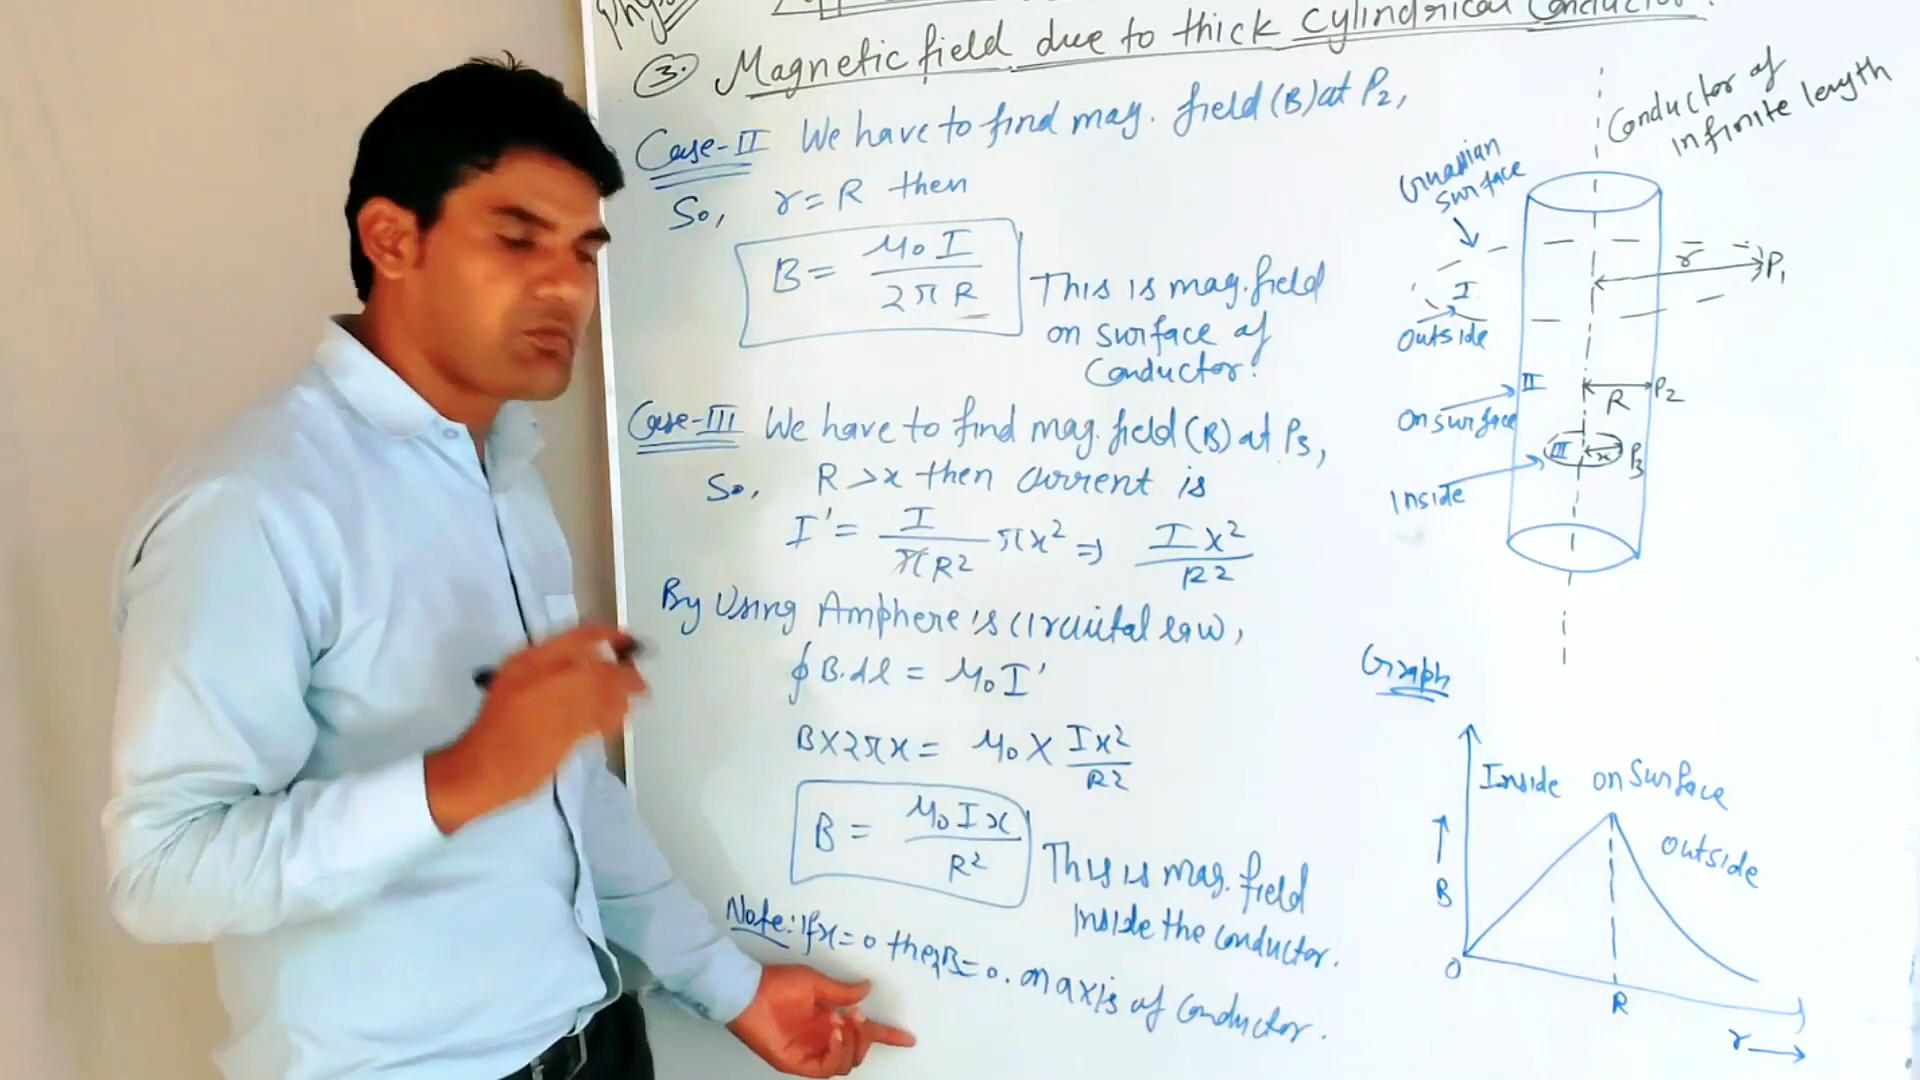 ③. Magnetic field due to thick cylindrical Conductor.
Case-II We have to find mag. field (B) at P2,
So, r = R then
B = μ0 I / 2π R
This is mag. field
on surface of
Conductor.
Case-III We have to find mag. field (B) at P3,
So, R > x then current is
I' = I / πR² πx² ⇒ I x² / R²
By Using Amphere's circuital law,
∮ B.dl = μ0 I'
B × 2πx = μ0 × Ix² / R²
B = μ0 I x / R²
This is mag. field
inside the conductor.
Note: If x = 0 then B = 0. on axis of Conductor.
Conductor of
infinite length
Guassian
surface
r
P1
I
Outside
II
R
P2
On surface
III
x
P3
Inside
Graph
Inside on Surface
outside
B
O
R
r